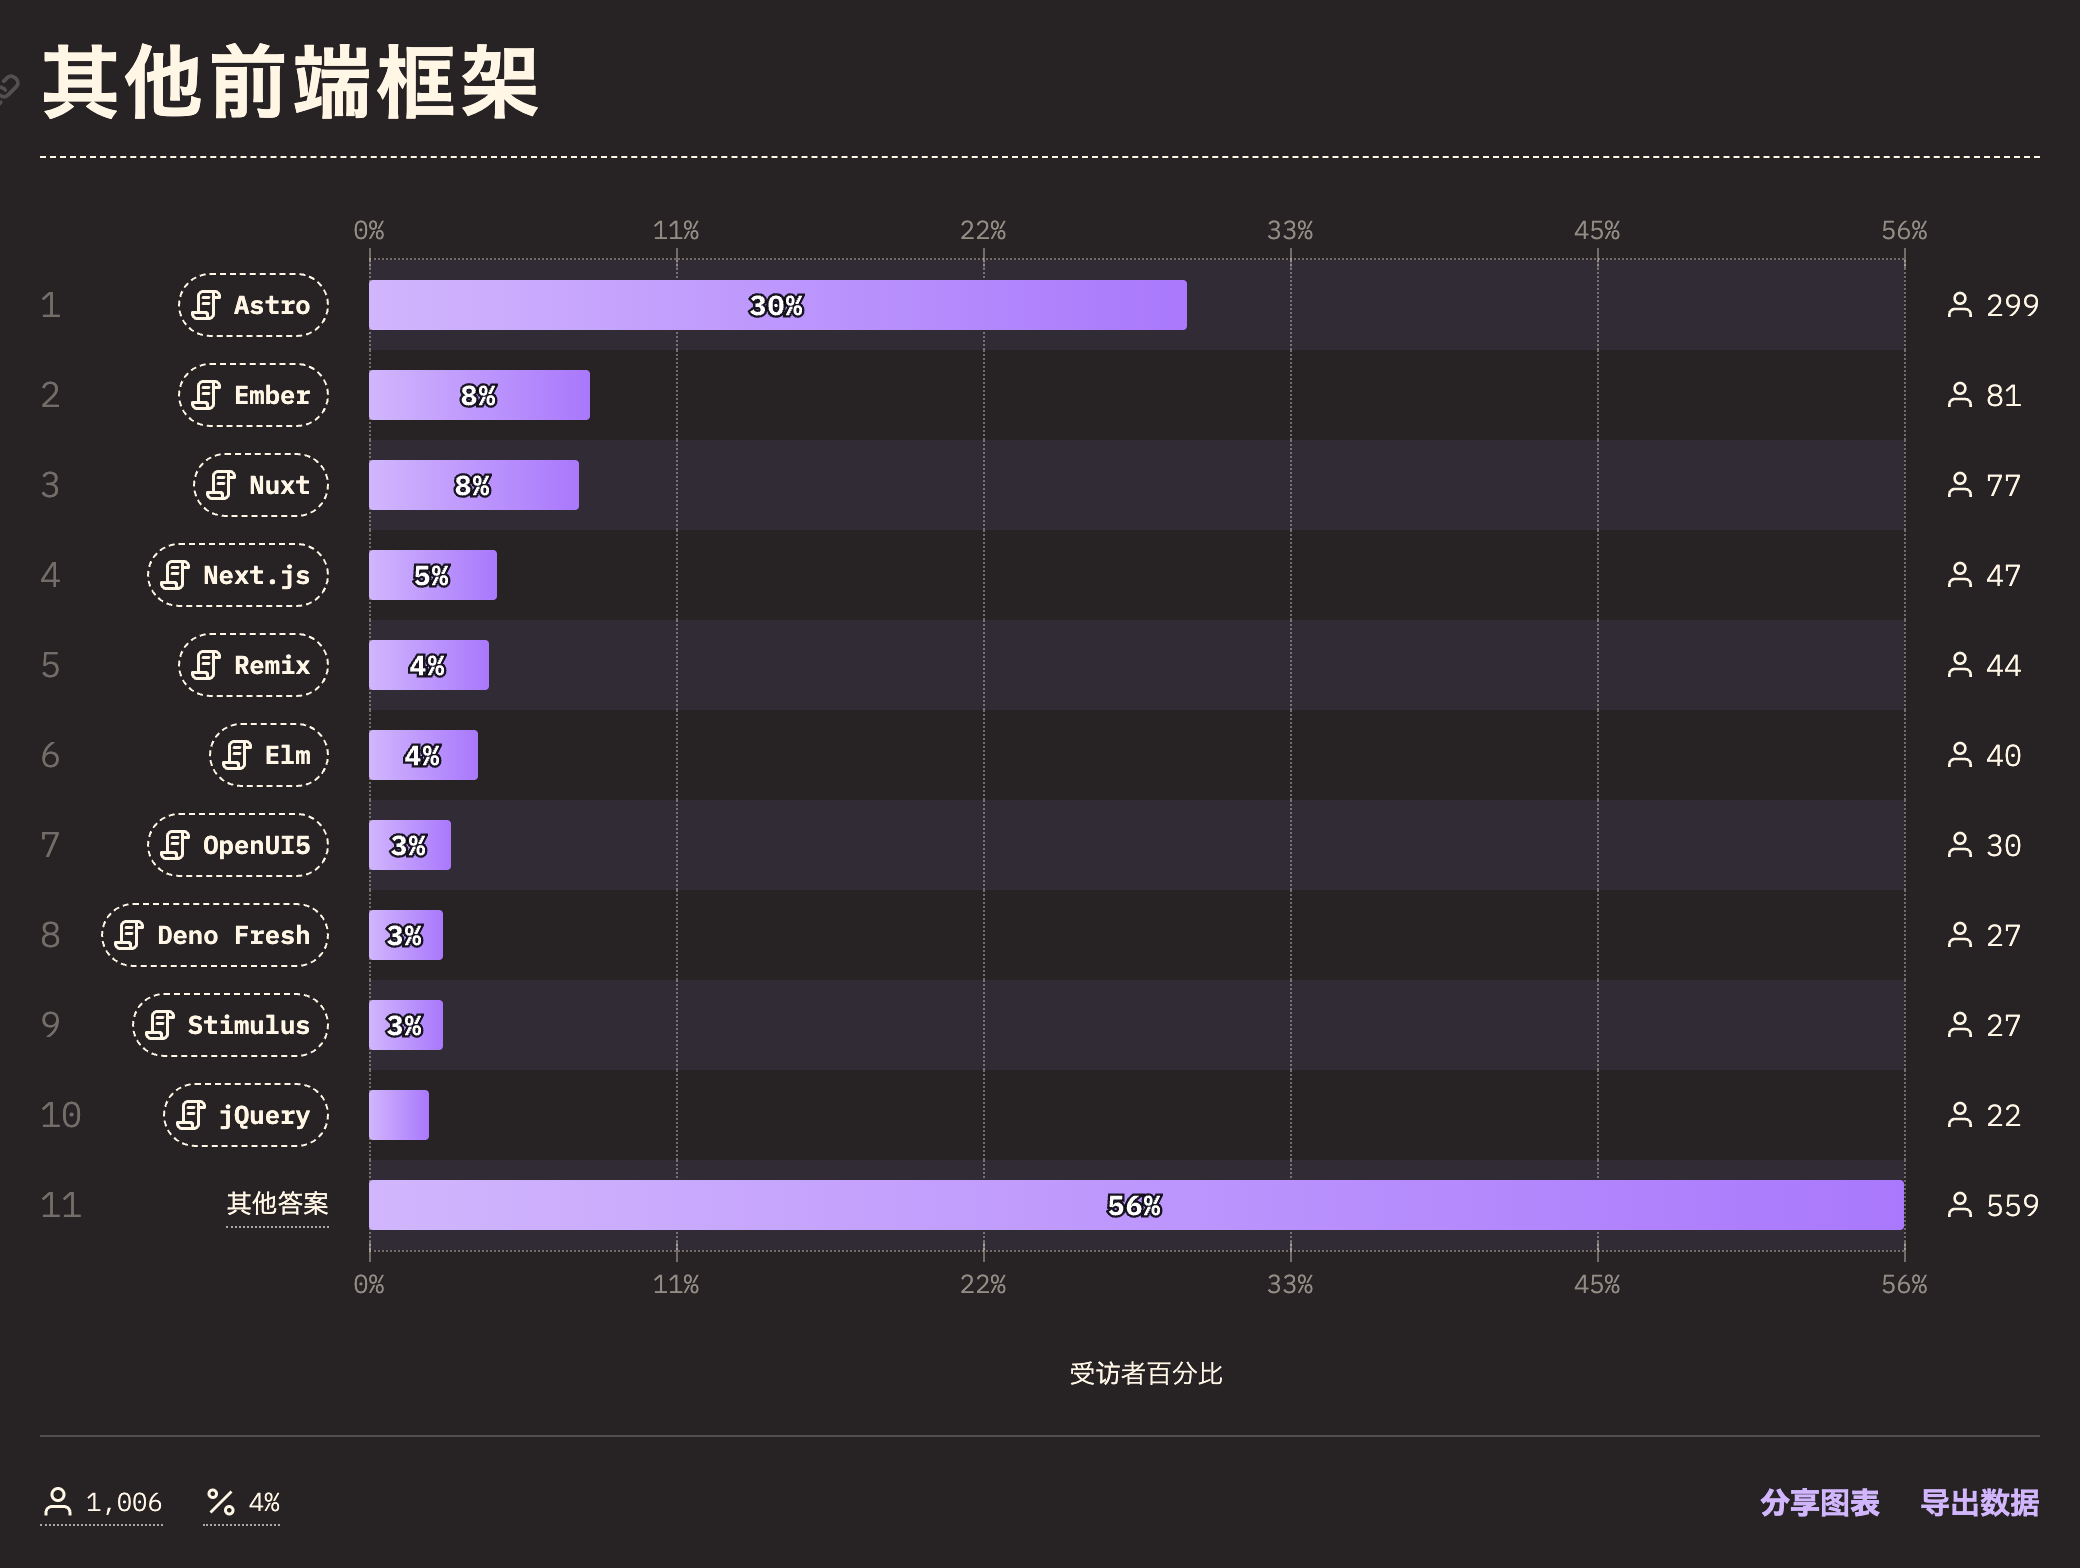 其他前端框架
0% 11% 22% 33% 45% 56%
1 Astro 30% 299
2 Ember 8% 81
3 Nuxt 8% 77
4 Next.js 5% 47
5 Remix 4% 44
6 Elm 4% 40
7 OpenUI5 3% 30
8 Deno Fresh 3% 27
9 Stimulus 3% 27
10 jQuery 22
11 其他答案 56% 559
0% 11% 22% 33% 45% 56%
受访者百分比
1,006 4% 分享图表 导出数据